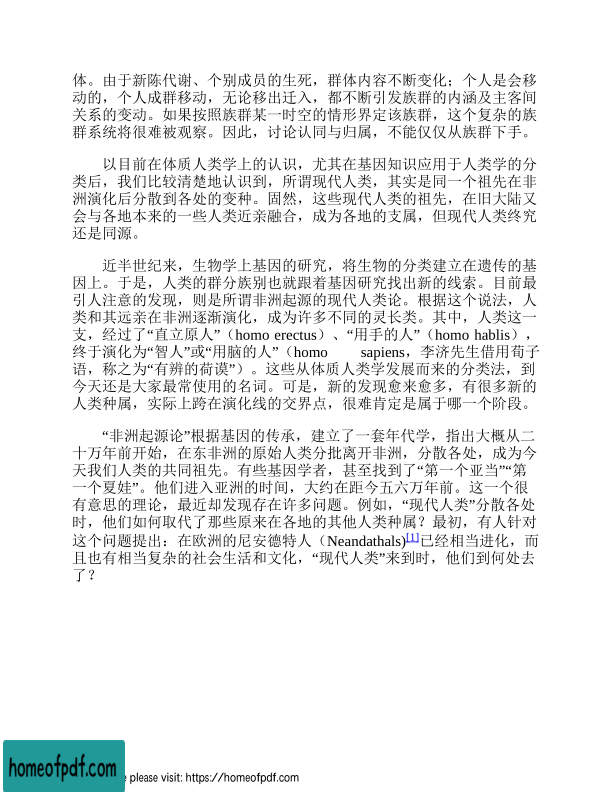 体。由于新陈代谢、个别成员的生死，群体内容不断变化；个人是会移
动的，个人成群移动，无论移出迁入，都不断引发族群的内涵及主客间
关系的变动。如果按照族群某一时空的情形界定该族群，这个复杂的族
群系统将很难被观察。因此，讨论认同与归属，不能仅仅从族群下手。
以目前在体质人类学上的认识，尤其在基因知识应用于人类学的分
类后，我们比较清楚地认识到，所谓现代人类，其实是同一个祖先在非
洲演化后分散到各处的变种。固然，这些现代人类的祖先，在旧大陆又
会与各地本来的一些人类近亲融合，成为各地的支属，但现代人类终究
还是同源。
近半世纪来，生物学上基因的研究，将生物的分类建立在遗传的基
因上。于是，人类的群分族别也就跟着基因研究找出新的线索。目前最
引人注意的发现，则是所谓非洲起源的现代人类论。根据这个说法，人
类和其远亲在非洲逐渐演化，成为许多不同的灵长类。其中，人类这一
支，经过了“直立原人”（homo erectus）、“用手的人”（homo hablis），
终于演化为“智人”或“用脑的人”（homo sapiens，李济先生借用荀子
语，称之为“有辨的荷谟”）。这些从体质人类学发展而来的分类法，到
今天还是大家最常使用的名词。可是，新的发现愈来愈多，有很多新的
人类种属，实际上跨在演化线的交界点，很难肯定是属于哪一个阶段。
“非洲起源论”根据基因的传承，建立了一套年代学，指出大概从二
十万年前开始，在东非洲的原始人类分批离开非洲，分散各处，成为今
天我们人类的共同祖先。有些基因学者，甚至找到了“第一个亚当”“第
一个夏娃”。他们进入亚洲的时间，大约在距今五六万年前。这一个很
有意思的理论，最近却发现存在许多问题。例如，“现代人类”分散各处
时，他们如何取代了那些原来在各地的其他人类种属？最初，有人针对
这个问题提出：在欧洲的尼安德特人（Neandathals)[1]已经相当进化，而
且也有相当复杂的社会生活和文化，“现代人类”来到时，他们到何处去
了？
homeofpdf.com
e please visit: https://homeofpdf.com